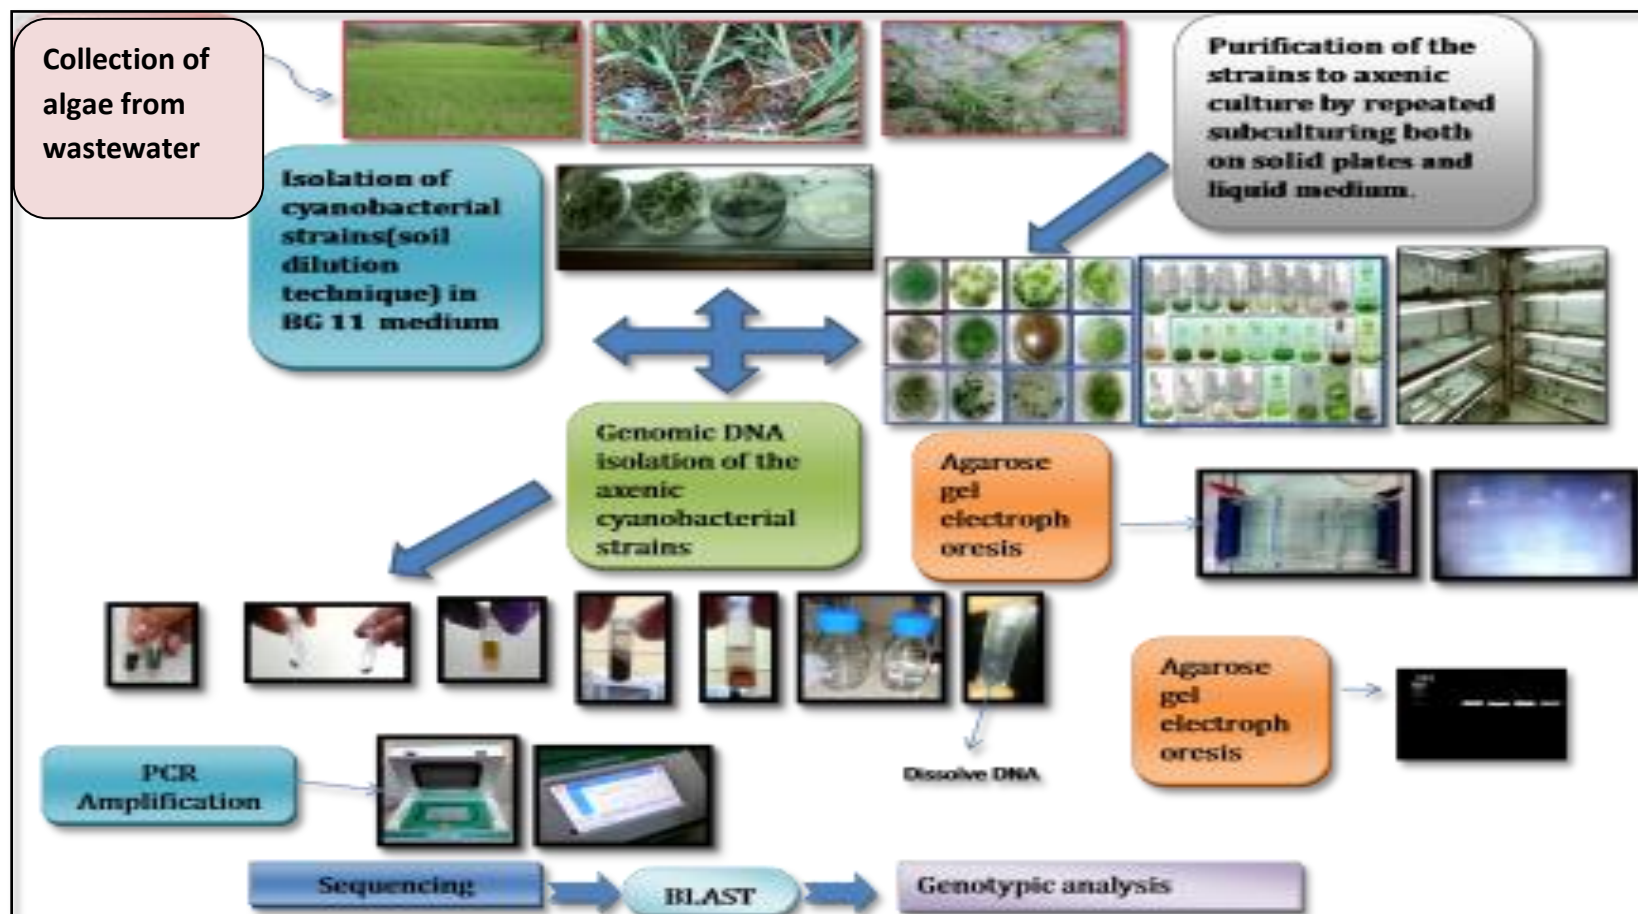 Collection of
algae from
wastewater
Purification of the
strains to axenic
culture by repeated
subculturing both
on solid plates and
liquid medium.
Isolation of
cyanobacterial
strains(soil
dilution
technique) in
BG 11 medium
Genomic DNA
isolation of the
axenic
cyanobacterial
strains
Agarose
gel
electroph
oresis
Agarose
gel
electroph
oresis
Dissolve DNA
PCR
Amplification
Sequencing
BLAST
Genotypic analysis